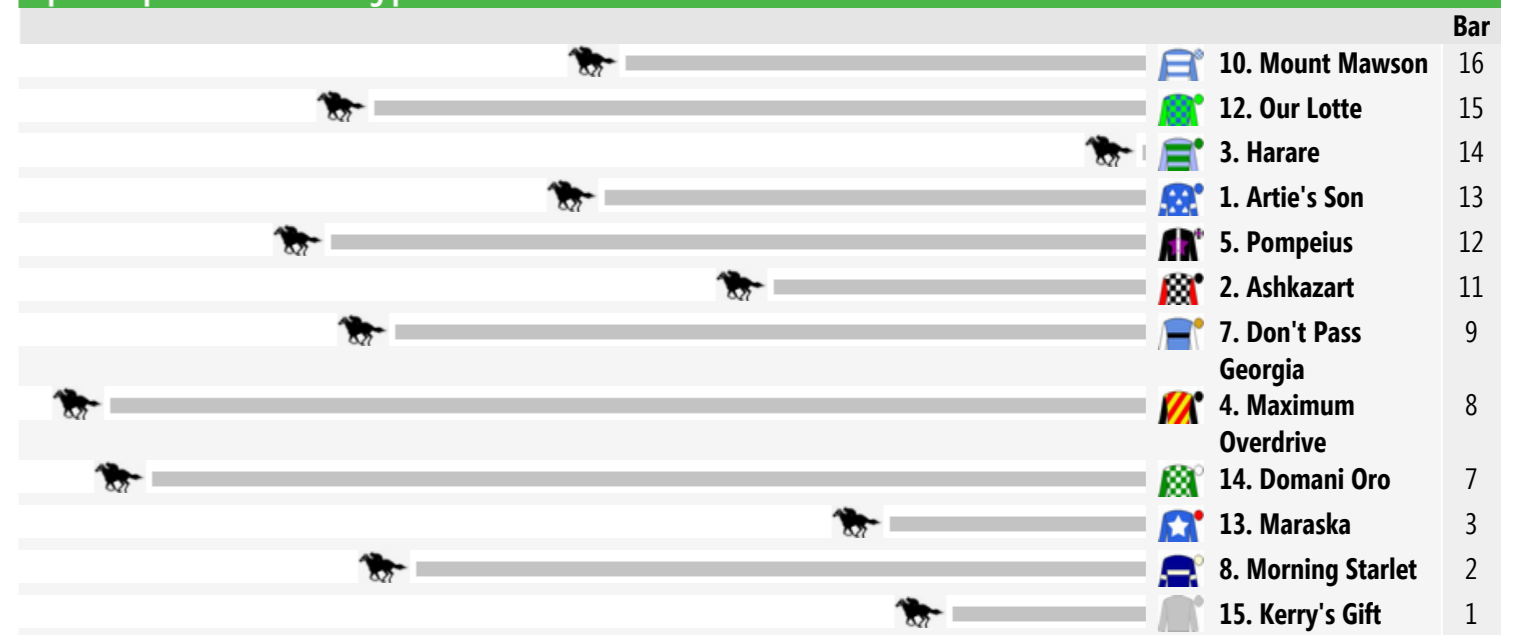 Bar
10. Mount Mawson 16
12. Our Lotte 15
3. Harare 14
1. Artie's Son 13
5. Pompeius 12
2. Ashkazart 11
7. Don't Pass 9
Georgia
4. Maximum 8
Overdrive
14. Domani Oro 7
13. Maraska 3
8. Morning Starlet 2
15. Kerry's Gift 1